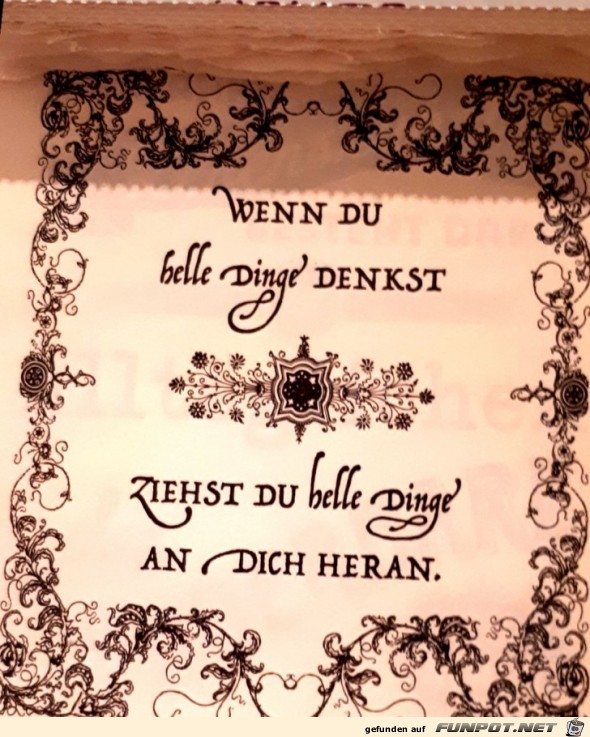 WENN DU
helle Dinge DENKST
ZIEHST DU helle Dinge
AN DICH HERAN.
gefunden auf FUNPOT.NET